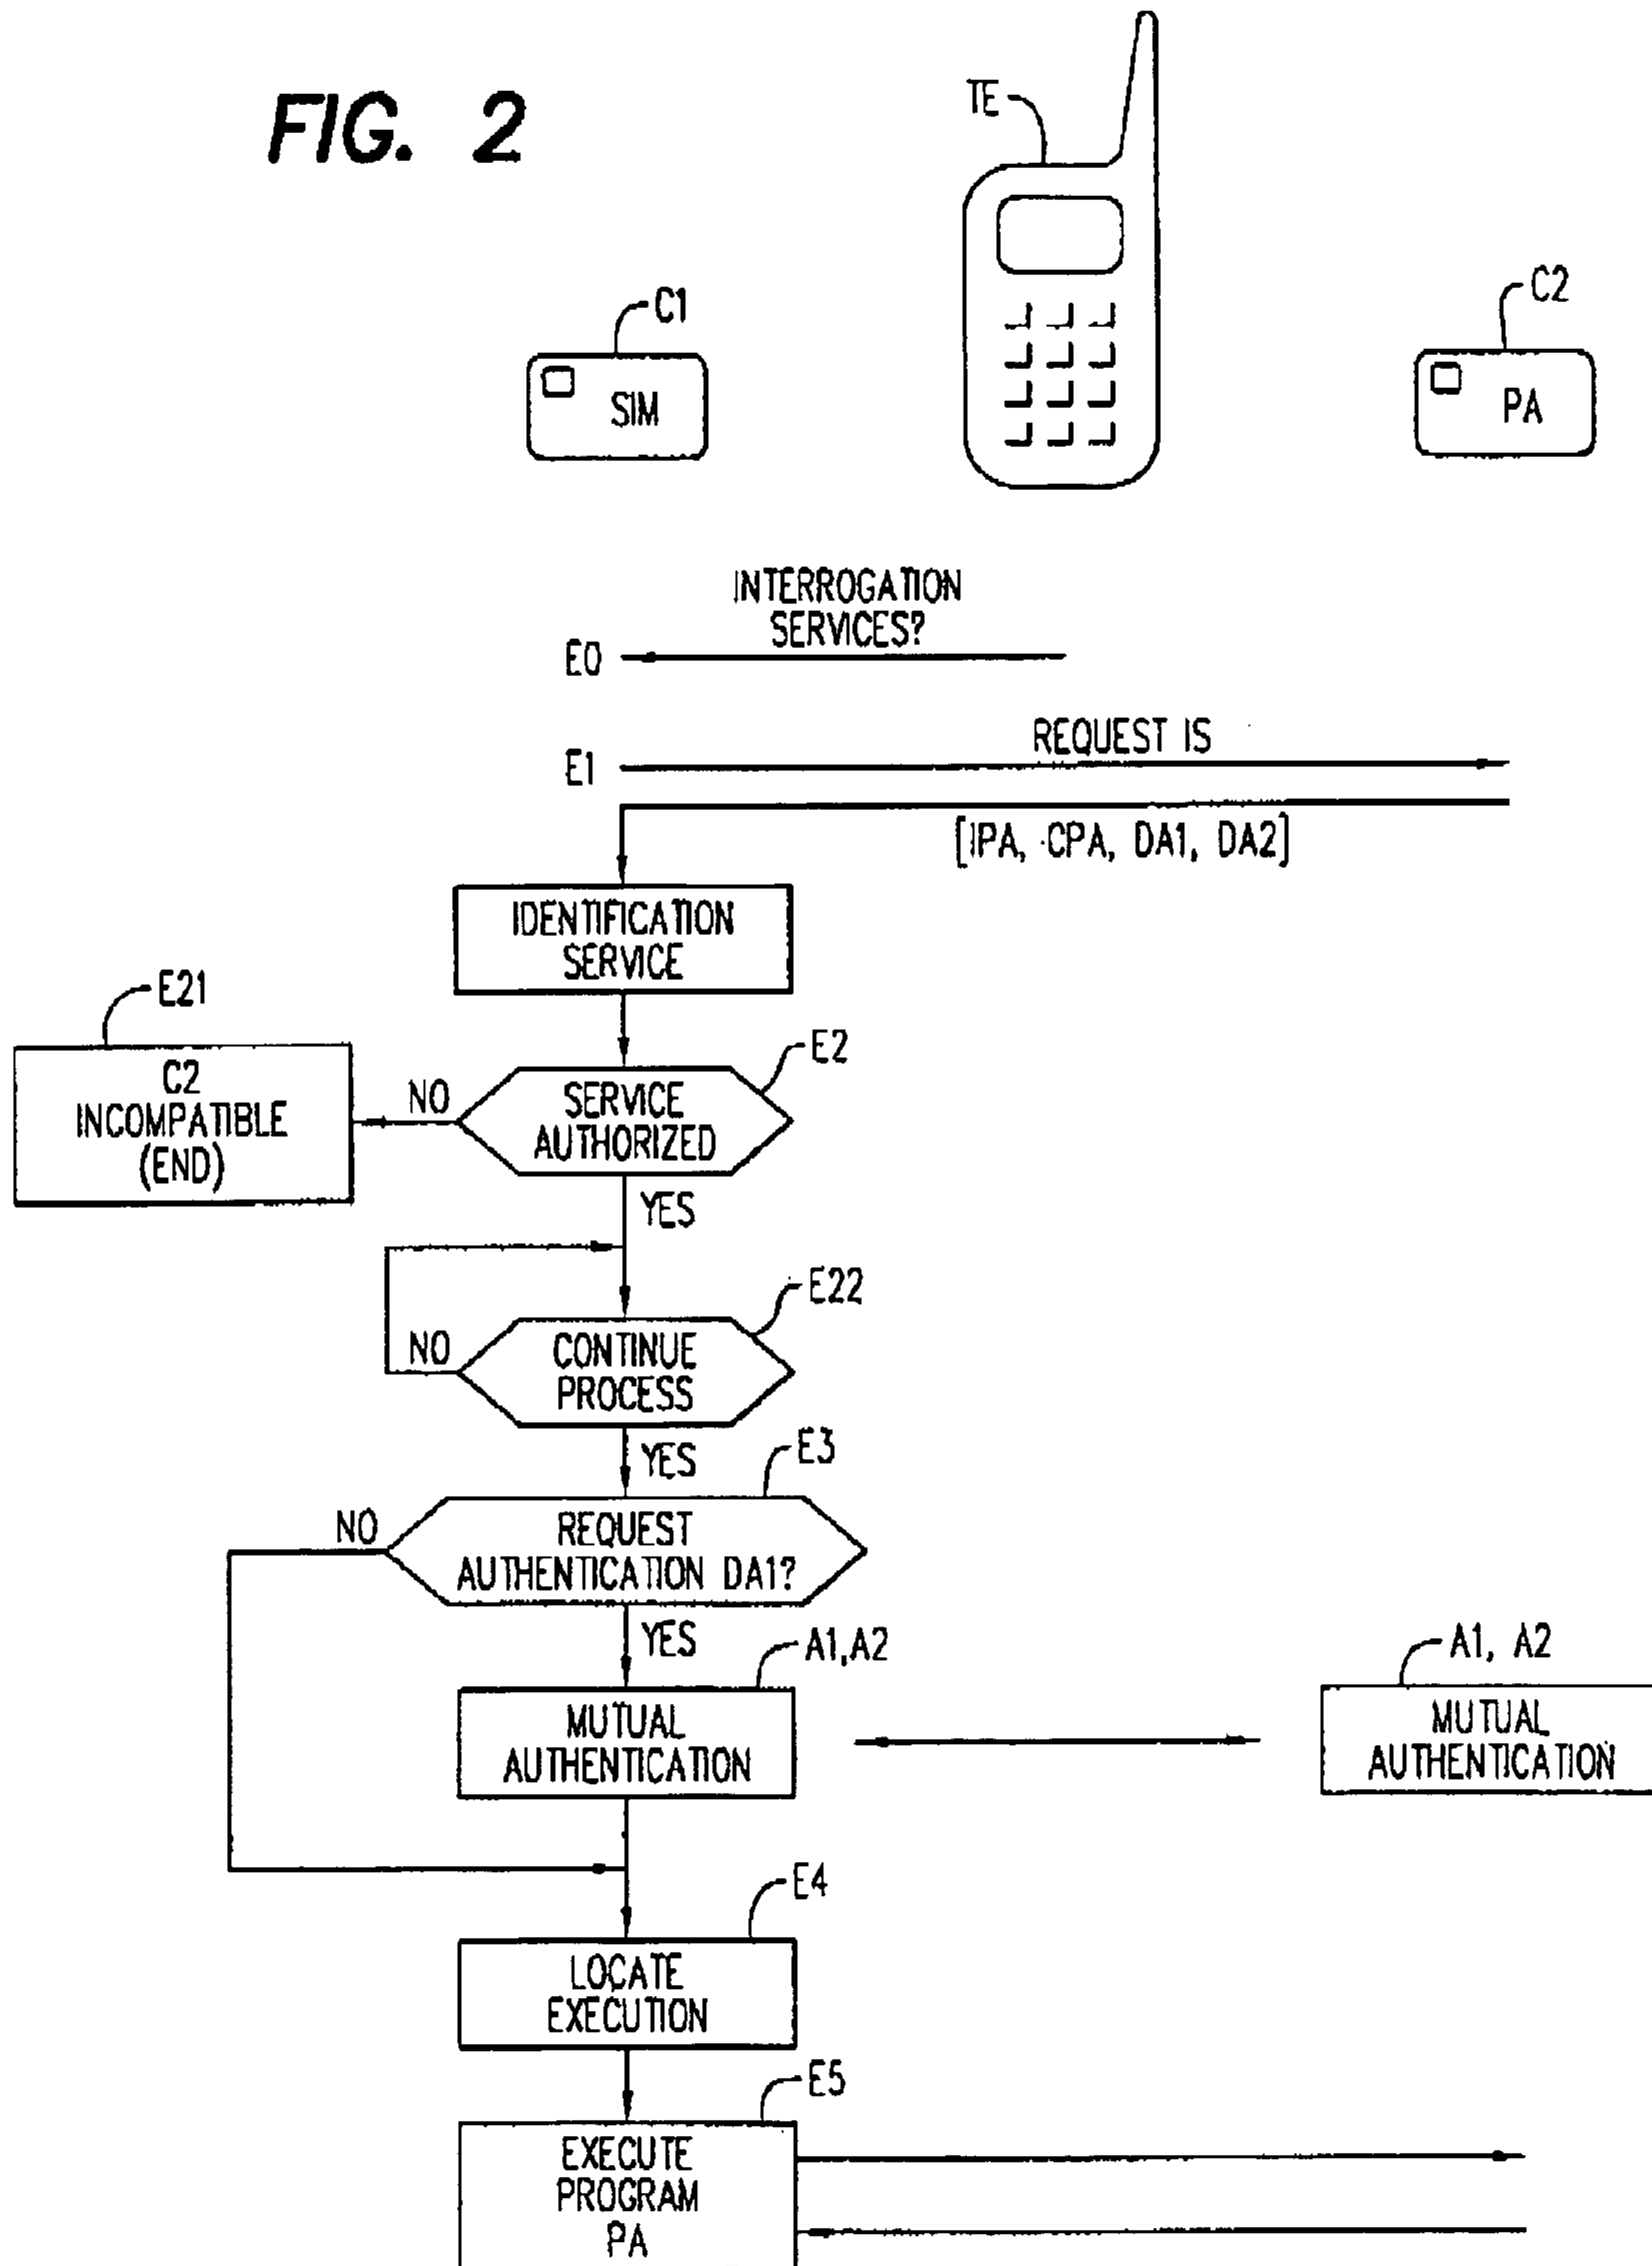 FIG. 2
TE
C1
C2
SIM
PA
INTERROGATION
SERVICES?
E0
REQUEST IS
E1
[IPA, CPA, DA1, DA2]
IDENTIFICATION
SERVICE
E21
E2
C2
INCOMPATIBLE
(END)
NO
SERVICE
AUTHORIZED
YES
E22
NO
CONTINUE
PROCESS
YES
E3
NO
REQUEST
AUTHENTICATION DA1?
YES
A1,A2
A1, A2
MUTUAL
AUTHENTICATION
MUTUAL
AUTHENTICATION
E4
LOCATE
EXECUTION
E5
EXECUTE
PROGRAM
PA